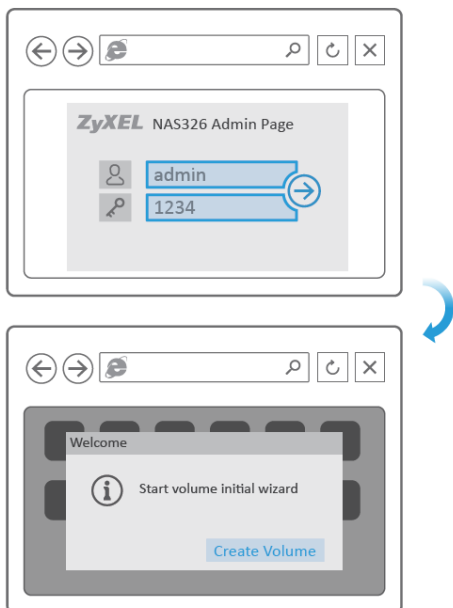 ZyXEL NAS326 Admin Page
admin
1234
Welcome
Start volume initial wizard
Create Volume